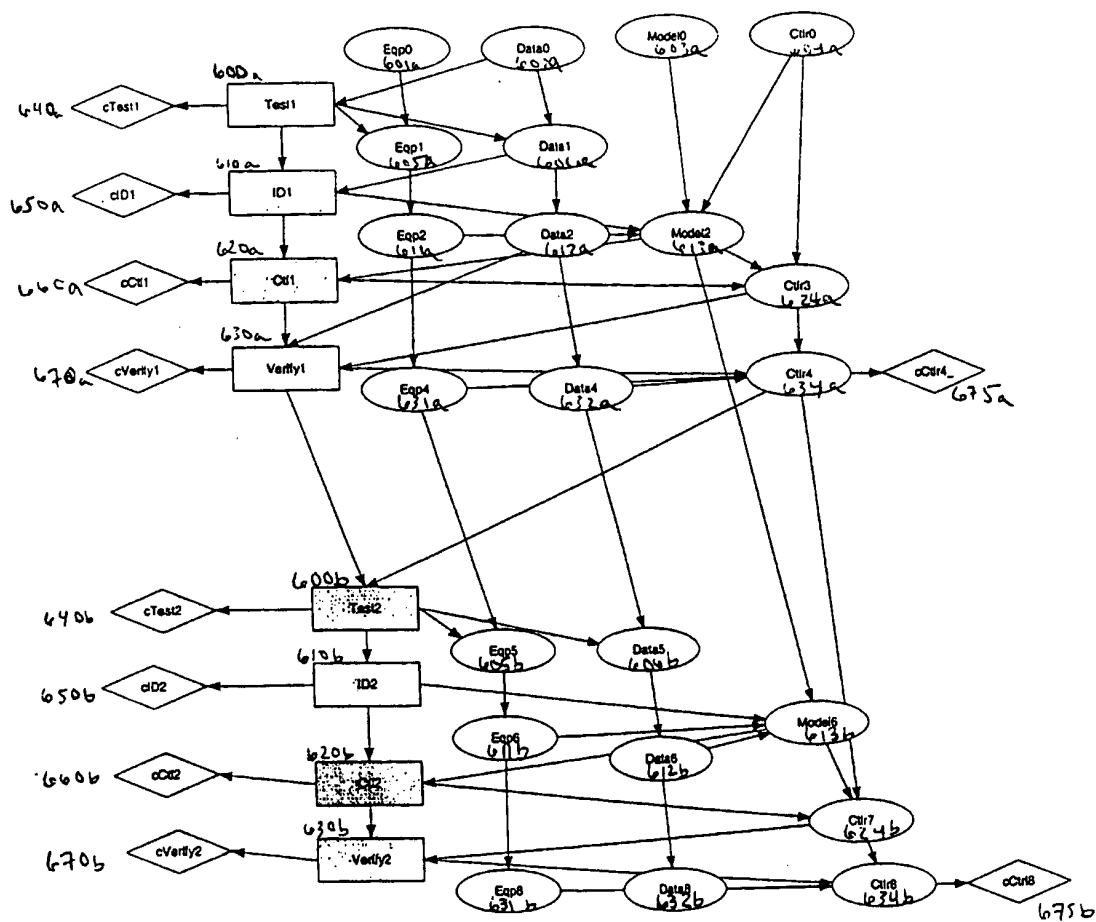 Eqp0
601a
Data0
602a
Model0
603a
Ctlr0
600a
640a
cTest1
Test1
Eqp1
605a
Data1
606a
610a
650a
cID1
ID1
Eqp2
611a
Data2
612a
Model2
613a
620a
660a
cCtl1
Ctl1
Ctlr3
624a
630a
670a
cVerify1
Verify1
Eqp4
631a
Data4
632a
Ctlr4
634a
cCtlr4_
675a
600b
640b
cTest2
Test2
Eqp5
605b
Data5
606b
610b
650b
cID2
ID2
Eqp6
611b
Data6
612b
Model6
613b
620b
660b
cCtl2
Ctl2
Ctlr7
624b
630b
670b
cVerify2
Verify2
Eqp8
631b
Data8
632b
Ctlr8
634b
cCtrl8
675b